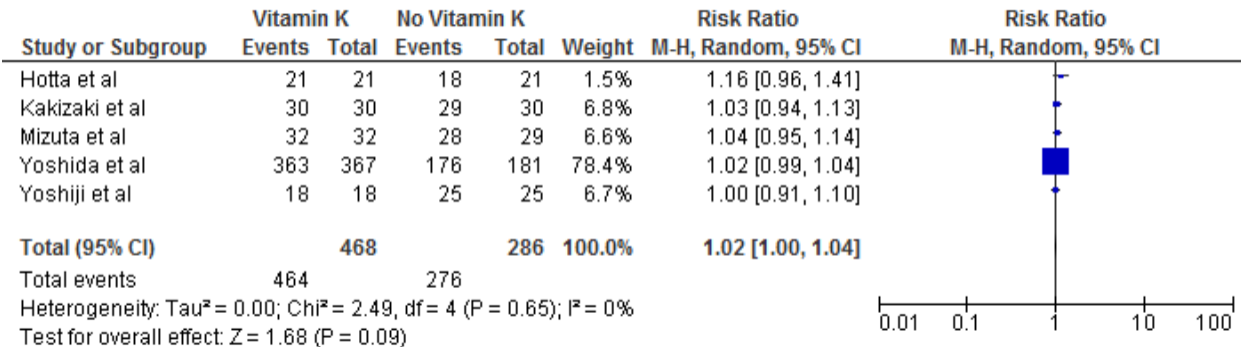 Vitamin K No Vitamin K Risk Ratio Risk Ratio
Study or Subgroup Events Total Events Total Weight M-H, Random, 95% CI M-H, Random, 95% CI
Hotta et al 21 21 18 21 1.5% 1.16 [0.96, 1.41]
Kakizaki et al 30 30 29 30 6.8% 1.03 [0.94, 1.13]
Mizuta et al 32 32 28 29 6.6% 1.04 [0.95, 1.14]
Yoshida et al 363 367 176 181 78.4% 1.02 [0.99, 1.04]
Yoshiji et al 18 18 25 25 6.7% 1.00 [0.91, 1.10]
Total (95% CI) 468 286 100.0% 1.02 [1.00, 1.04]
Total events 464 276
Heterogeneity: Tau² = 0.00; Chi² = 2.49, df = 4 (P = 0.65); I² = 0%
Test for overall effect: Z = 1.68 (P = 0.09)
0.01 0.1 1 10 100